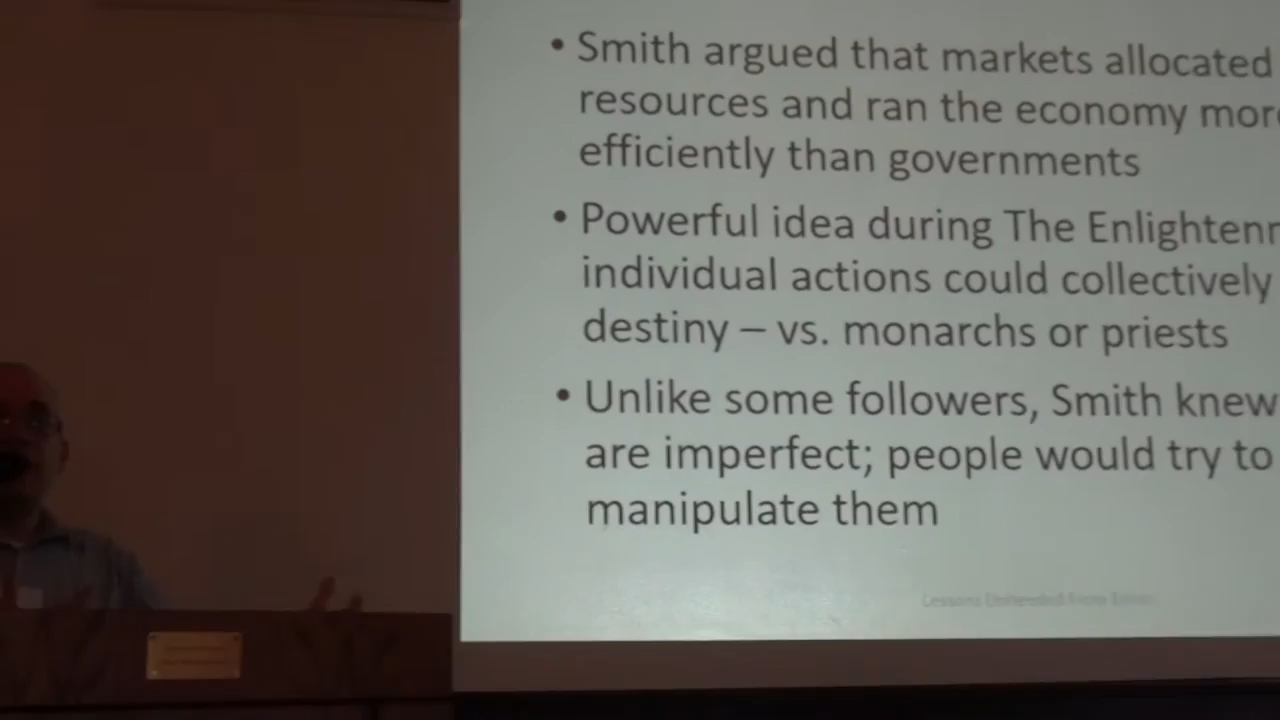 • Smith argued that markets allocated
resources and ran the economy more
efficiently than governments
• Powerful idea during The Enlightenm
individual actions could collectively
destiny – vs. monarchs or priests
• Unlike some followers, Smith knew
are imperfect; people would try to
manipulate them